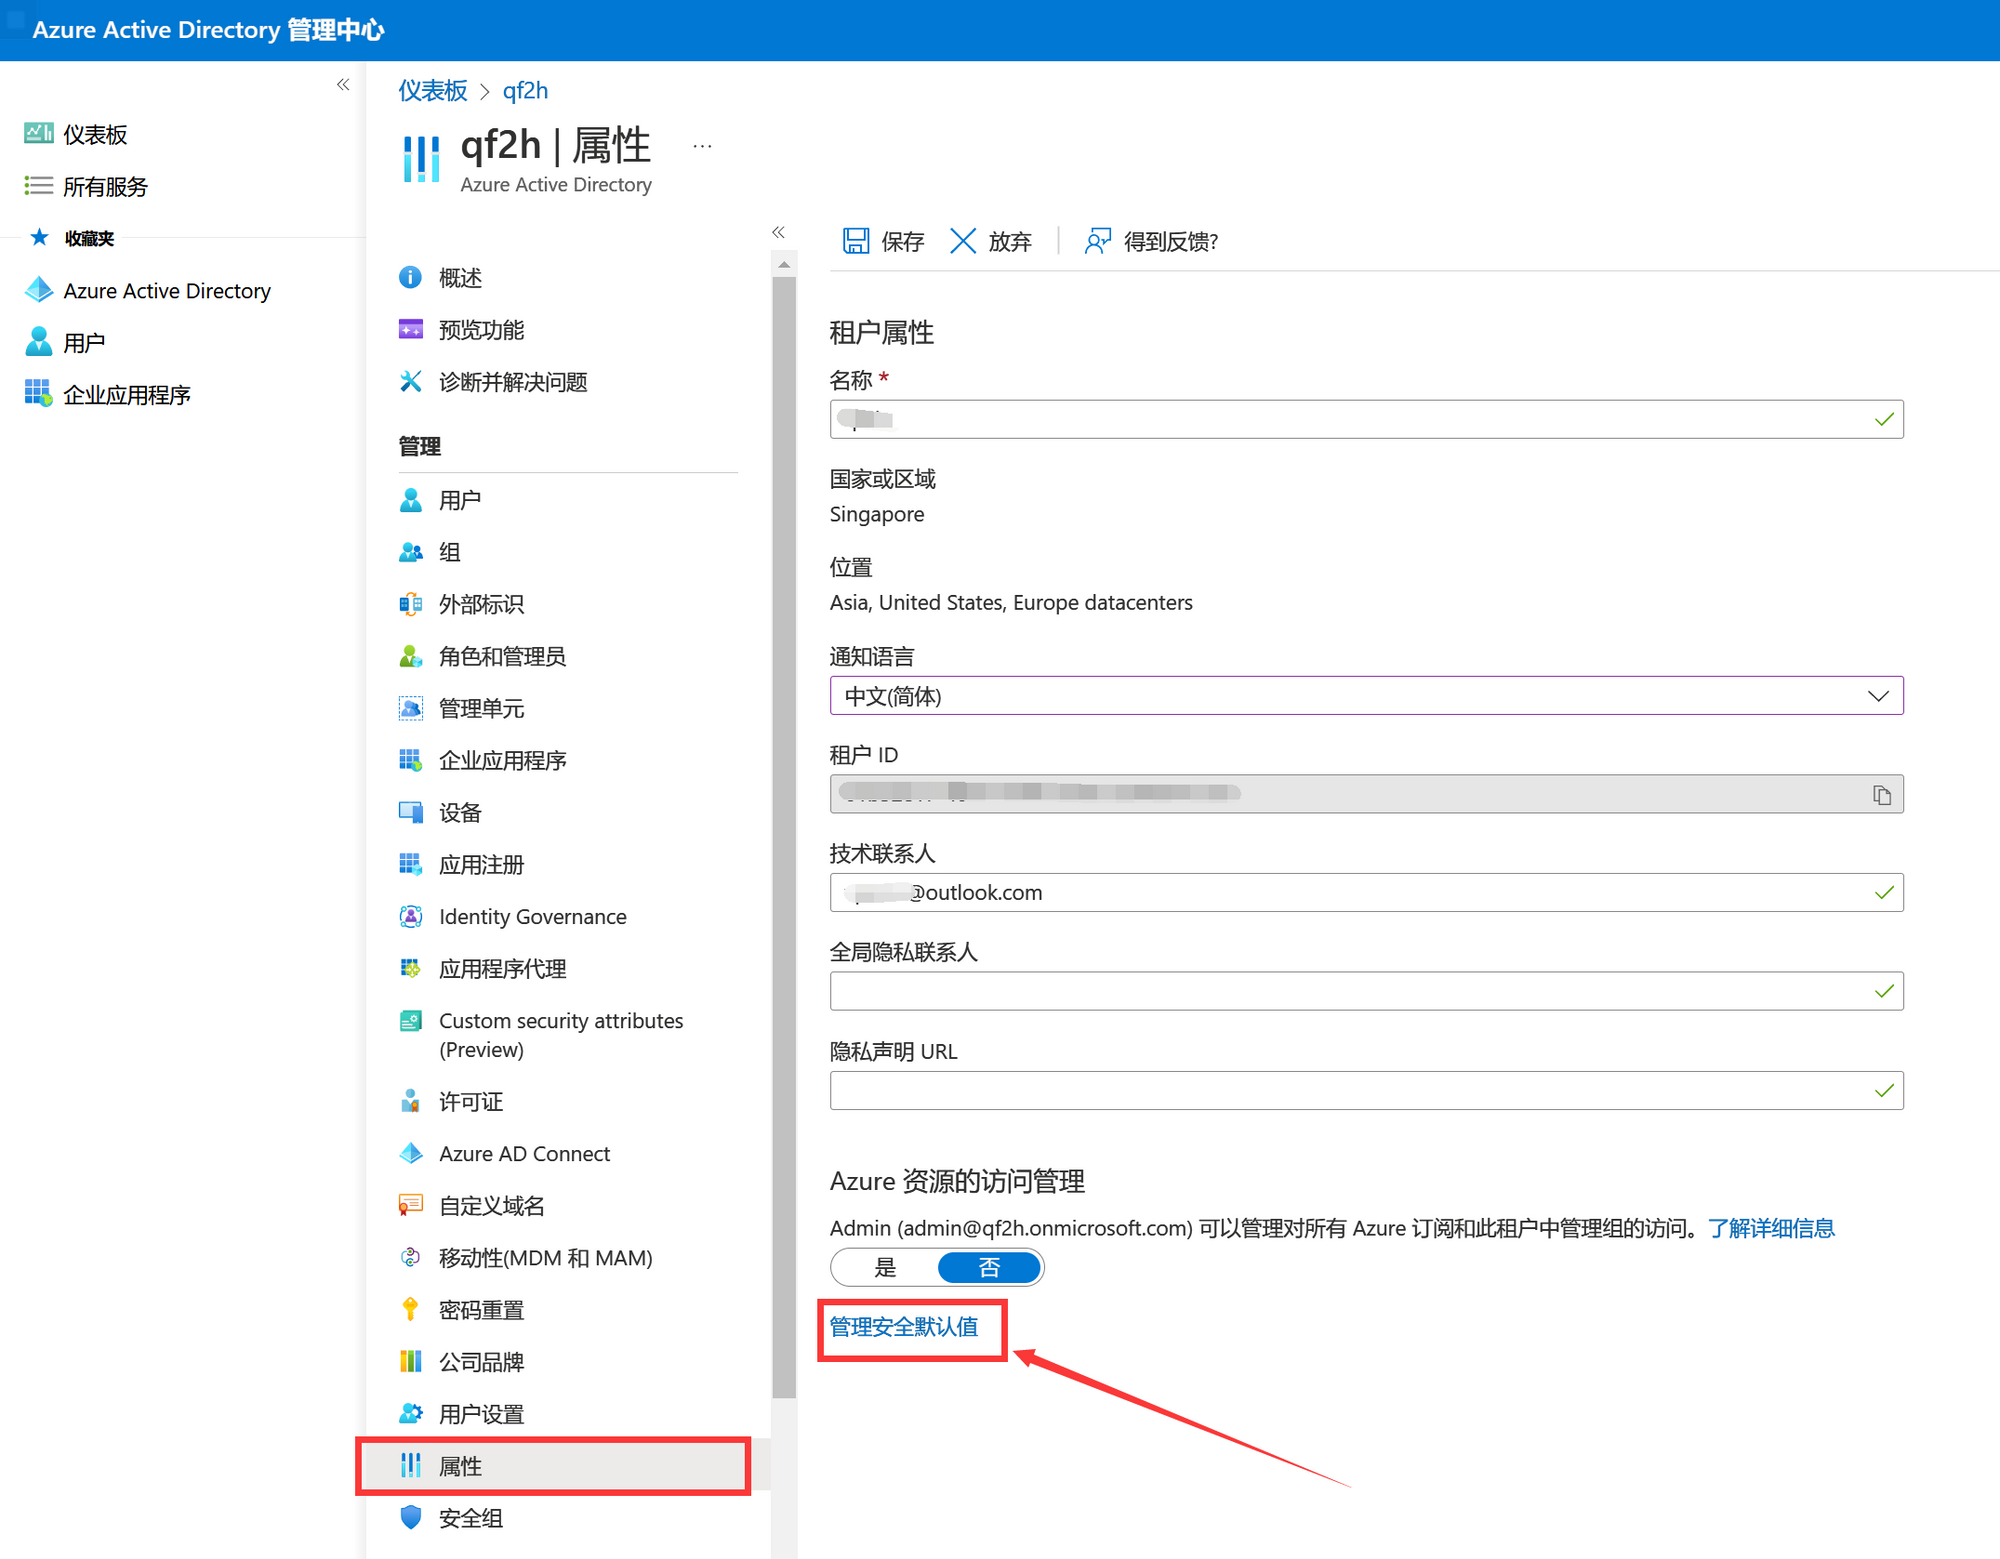 Azure Active Directory 管理中心
仪表板
所有服务
收藏夹
Azure Active Directory
用户
企业应用程序
仪表板 > qf2h
qf2h | 属性 ...
Azure Active Directory
概述
预览功能
诊断并解决问题
管理
用户
组
外部标识
角色和管理员
管理单元
企业应用程序
设备
应用注册
Identity Governance
应用程序代理
Custom security attributes
(Preview)
许可证
Azure AD Connect
自定义域名
移动性(MDM 和 MAM)
密码重置
公司品牌
用户设置
属性
安全组
保存 放弃 得到反馈?
租户属性
名称 *
国家或区域
Singapore
位置
Asia, United States, Europe datacenters
通知语言
中文(简体)
租户 ID
技术联系人
@outlook.com
全局隐私联系人
隐私声明 URL
Azure 资源的访问管理
Admin (admin@qf2h.onmicrosoft.com) 可以管理对所有 Azure 订阅和此租户中管理组的访问。了解详细信息
是 否
管理安全默认值